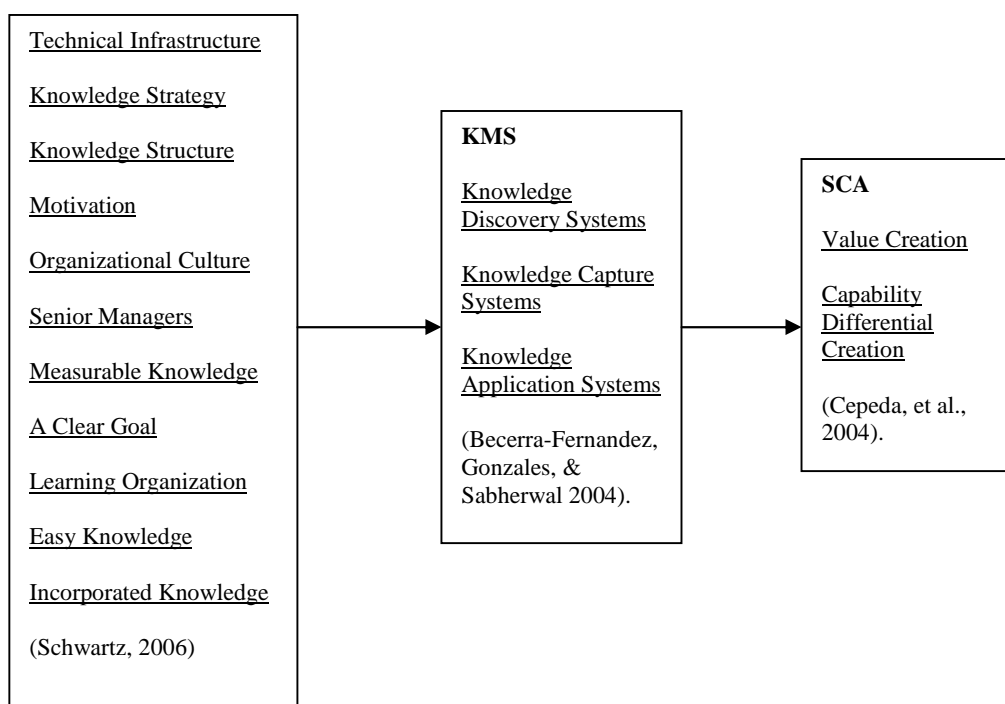 Technical Infrastructure
Knowledge Strategy
Knowledge Structure
Motivation
Organizational Culture
Senior Managers
Measurable Knowledge
A Clear Goal
Learning Organization
Easy Knowledge
Incorporated Knowledge
(Schwartz, 2006)
KMS
Knowledge
Discovery Systems
Knowledge Capture
Systems
Knowledge
Application Systems
(Becerra-Fernandez,
Gonzales, &
Sabherwal 2004).
SCA
Value Creation
Capability
Differential
Creation
(Cepeda, et al.,
2004).